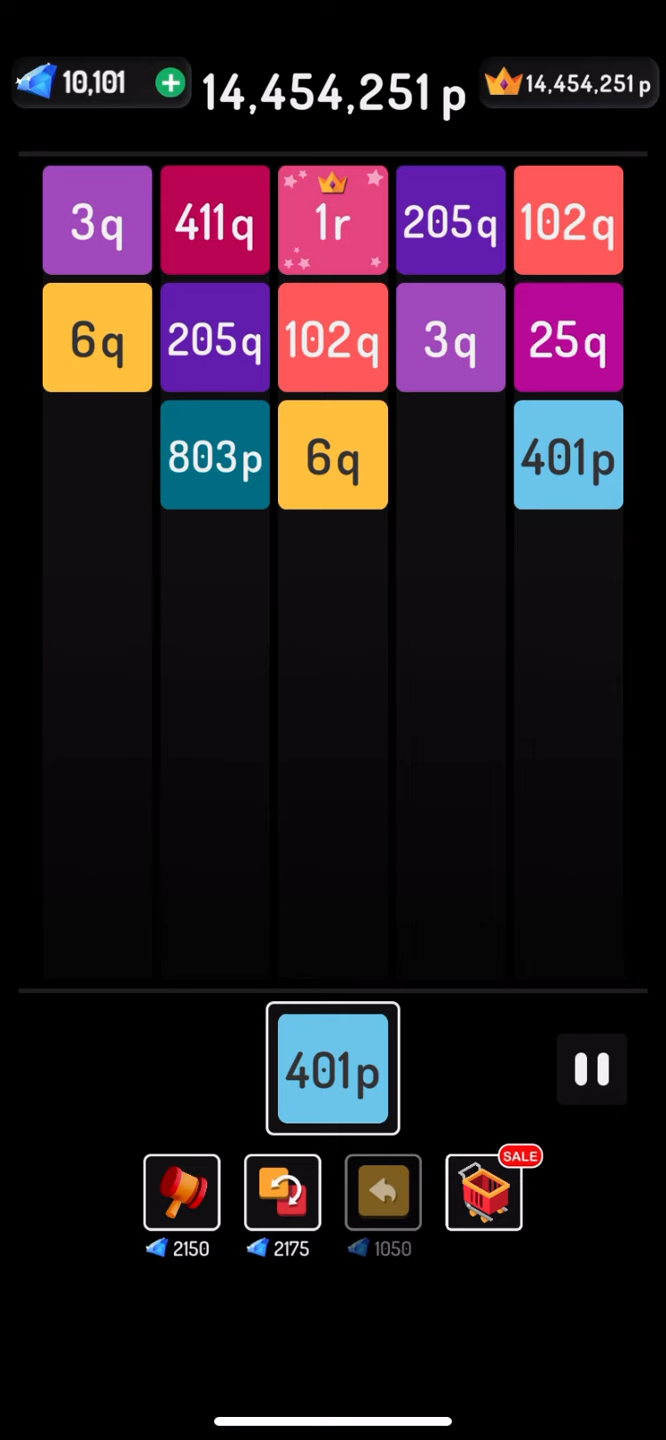 10,101 14,454,251 p 14,454,251 p
3q 411q 1r 205q 102q
6q 205q 102q 3q 25q
803p 6q 401p
401p
SALE
2150 2175 1050